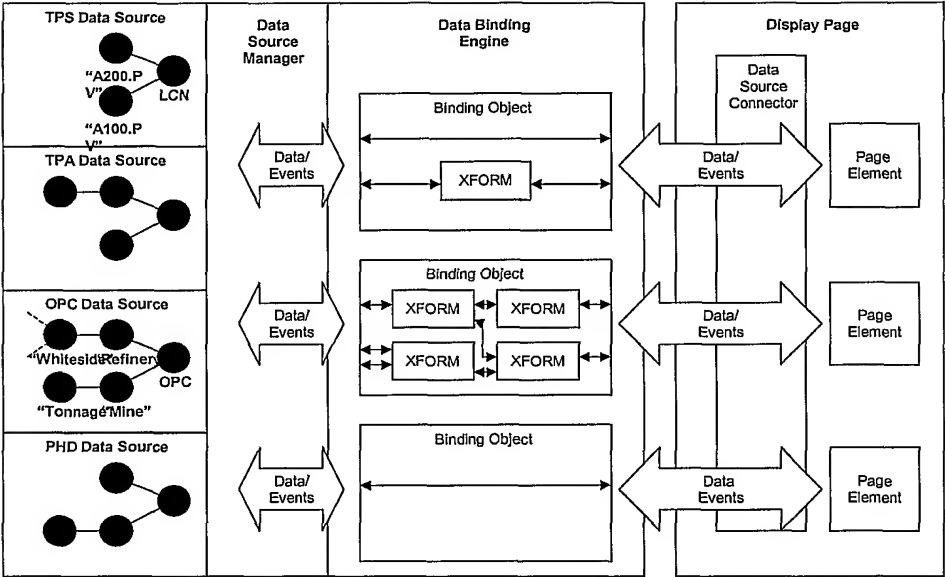 TPS Data Source
"A200.P
V"
LCN
"A100.P
V"
TPA Data Source
OPC Data Source
"Whiteside"
"Refinery
OPC
"Tonnage"
"Mine"
PHD Data Source
Data
Source
Manager
Data/
Events
Data/
Events
Data/
Events
Data Binding
Engine
Binding Object
XFORM
Binding Object
XFORM
XFORM
XFORM
XFORM
Binding Object
Display Page
Data
Source
Connector
Data/
Events
Data/
Events
Data
Events
Page
Element
Page
Element
Page
Element